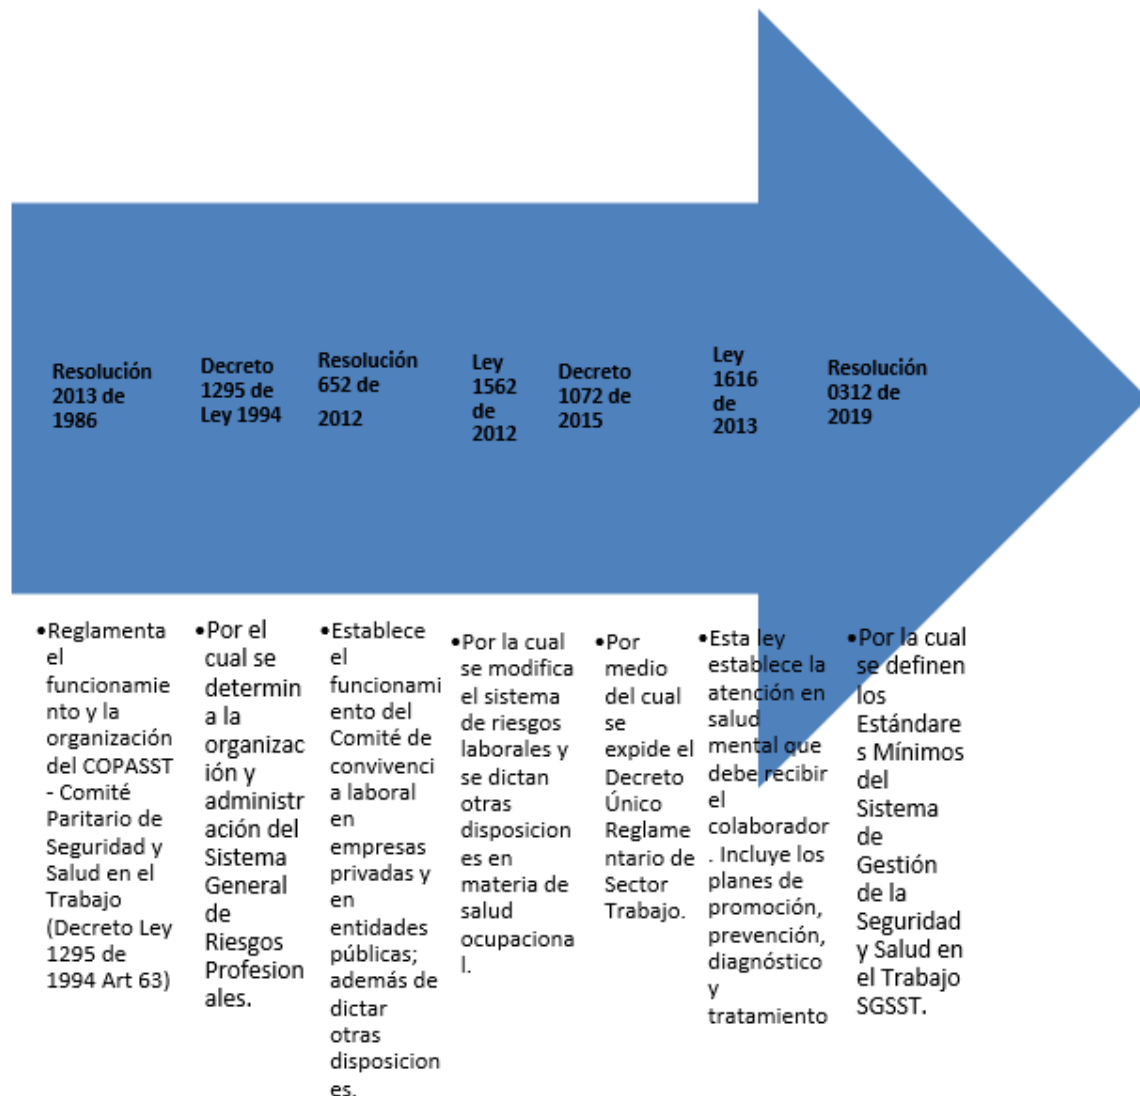 Resolución
2013 de
1986
Decreto
1295 de
Ley 1994
Resolución
652 de
2012
Ley
1562
de
2012
Decreto
1072 de
2015
Ley
1616
de
2013
Resolución
0312 de
2019
•Reglamenta
el
funcionamie
nto y la
organización
del COPASST
- Comité
Paritario de
Seguridad y
Salud en el
Trabajo
(Decreto Ley
1295 de
1994 Art 63)
•Por el
cual se
determin
a la
organizac
ión y
administr
ación del
Sistema
General
de
Riesgos
Profesion
ales.
•Establece
el
funcionami
ento del
Comité de
convivenci
a laboral
en
empresas
privadas y
en
entidades
públicas;
además de
dictar
otras
disposicion
es.
•Por la cual
se modifica
el sistema
de riesgos
laborales y
se dictan
otras
disposicion
es en
materia de
salud
ocupaciona
l.
•Por
medio
del cual
se
expide el
Decreto
Único
Reglame
ntario de
Sector
Trabajo.
•Esta ley
establece la
atención en
salud
mental que
debe recibir
el
colaborador
. Incluye los
planes de
promoción,
prevención,
diagnóstico
y
tratamiento
•Por la cual
se definen
los
Estándare
s Mínimos
del
Sistema
de
Gestión
de la
Seguridad
y Salud en
el Trabajo
SGSST.